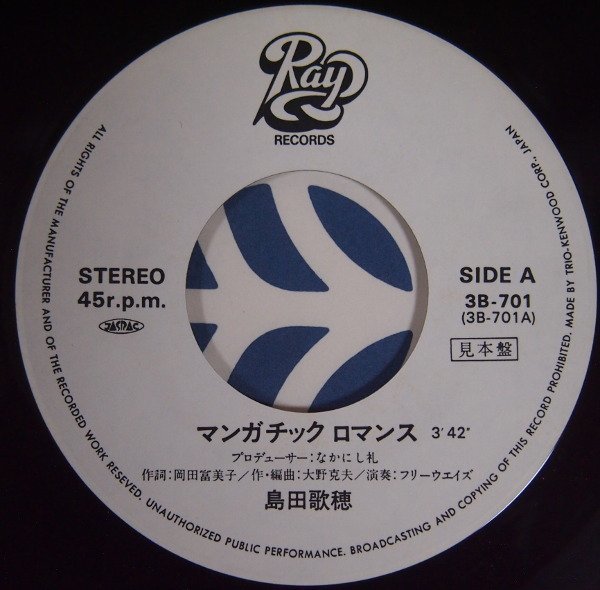 Ray
RECORDS
STEREO
45r.p.m.
JASRAC
SIDE A
3B-701
(3B-701A)
見本盤
マンガチック ロマンス 3'42"
プロデューサー:なかにし礼
作詞:岡田冨美子/作・編曲:大野克夫/演奏:フリーウエイズ
島田歌穂
ALL RIGHTS OF THE MANUFACTURER AND OF THE RECORDED WORK RESEVED. UNAUTHORIZED PUBLIC PERFORMANCE. BROADCASTING AND COPYING OF THIS RECORD PROHIBITED. MADE BY TRIO-KENWOOD CORP., JAPAN